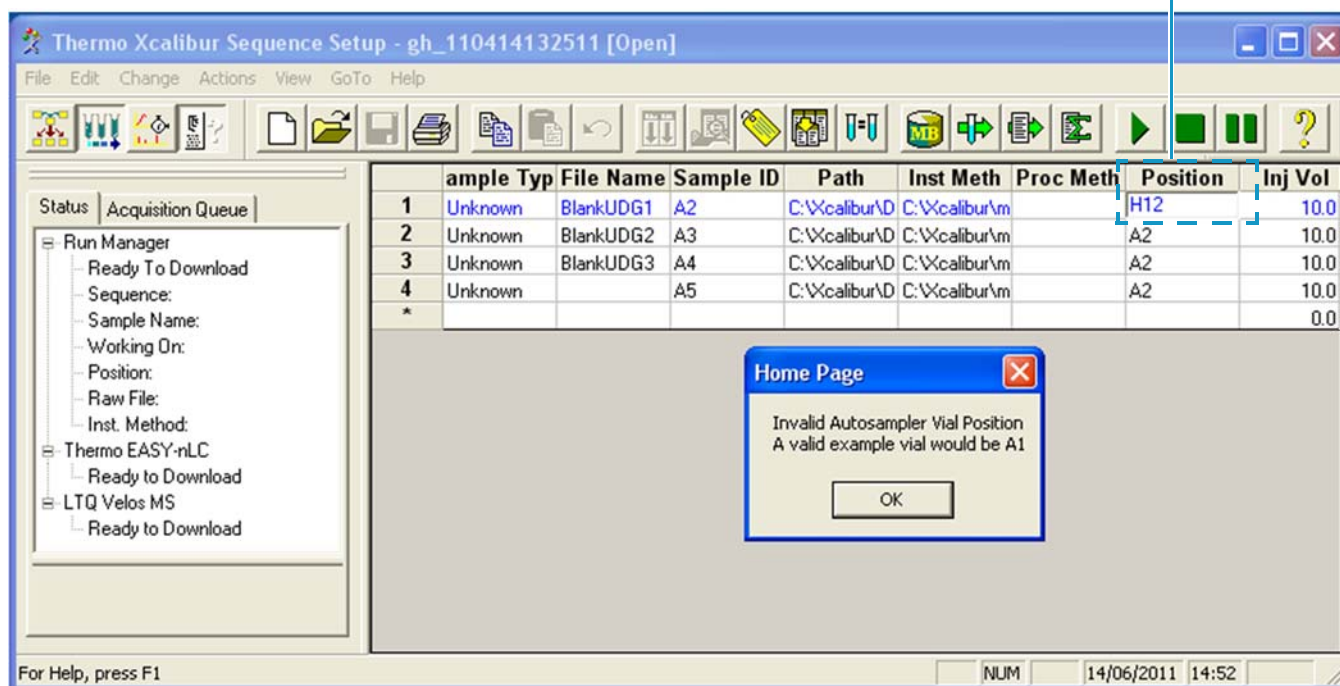 Thermo Xcalibur Sequence Setup - gh_110414132511 [Open]
File Edit Change Actions View GoTo Help
MB
?
Status Acquisition Queue
Run Manager
Ready To Download
Sequence:
Sample Name:
Working On:
Position:
Raw File:
Inst. Method:
Thermo EASY-nLC
Ready to Download
LTQ Velos MS
Ready to Download
ample Typ File Name Sample ID Path Inst Meth Proc Meth Position Inj Vol
1 Unknown BlankUDG1 A2 C:\Xcalibur\D C:\Xcalibur\m H12 10.0
2 Unknown BlankUDG2 A3 C:\Xcalibur\D C:\Xcalibur\m A2 10.0
3 Unknown BlankUDG3 A4 C:\Xcalibur\D C:\Xcalibur\m A2 10.0
4 Unknown A5 C:\Xcalibur\D C:\Xcalibur\m A2 10.0
* 0.0
Home Page
Invalid Autosampler Vial Position
A valid example vial would be A1
OK
For Help, press F1 NUM 14/06/2011 14:52